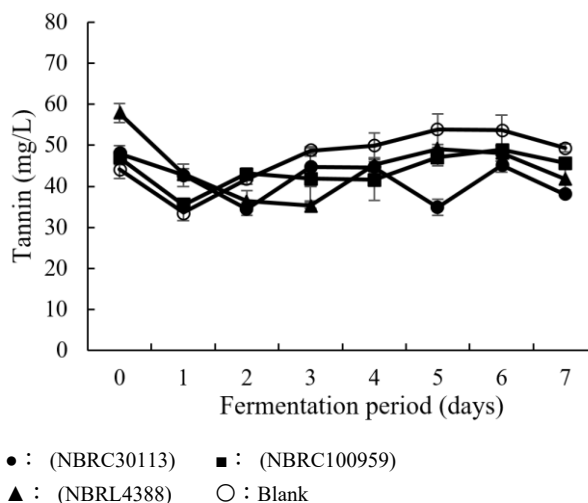 80
70
60
50
40
30
20
10
0
Tannin (mg/L)
0 1 2 3 4 5 6 7
Fermentation period (days)
●： (NBRC30113) ■： (NBRC100959)
▲： (NBRL4388) ○：Blank